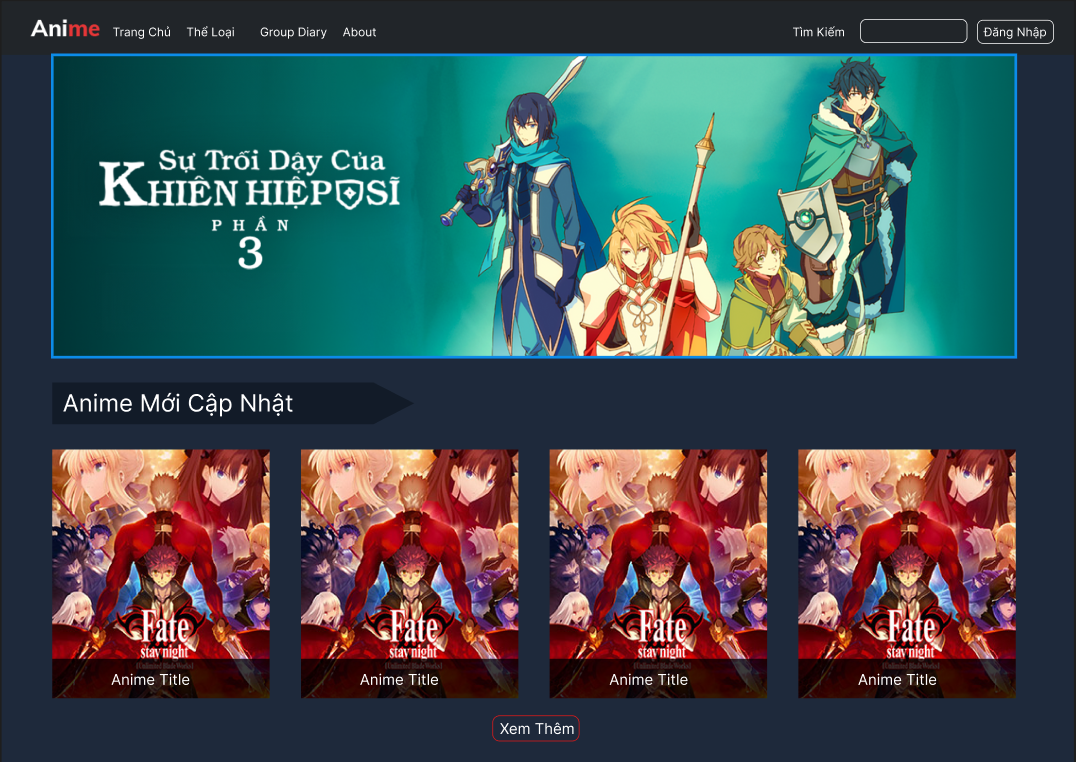 Anime Trang Chủ Thể Loại Group Diary About Tìm Kiếm Đăng Nhập
Sự Trỗi Dậy Của
KHIÊN HIỆP SĨ
PHẦN
3
Anime Mới Cập Nhật
Fate
stay night
[Unlimited Blade Works]
Anime Title
Fate
stay night
[Unlimited Blade Works]
Anime Title
Fate
stay night
[Unlimited Blade Works]
Anime Title
Fate
stay night
[Unlimited Blade Works]
Anime Title
Xem Thêm